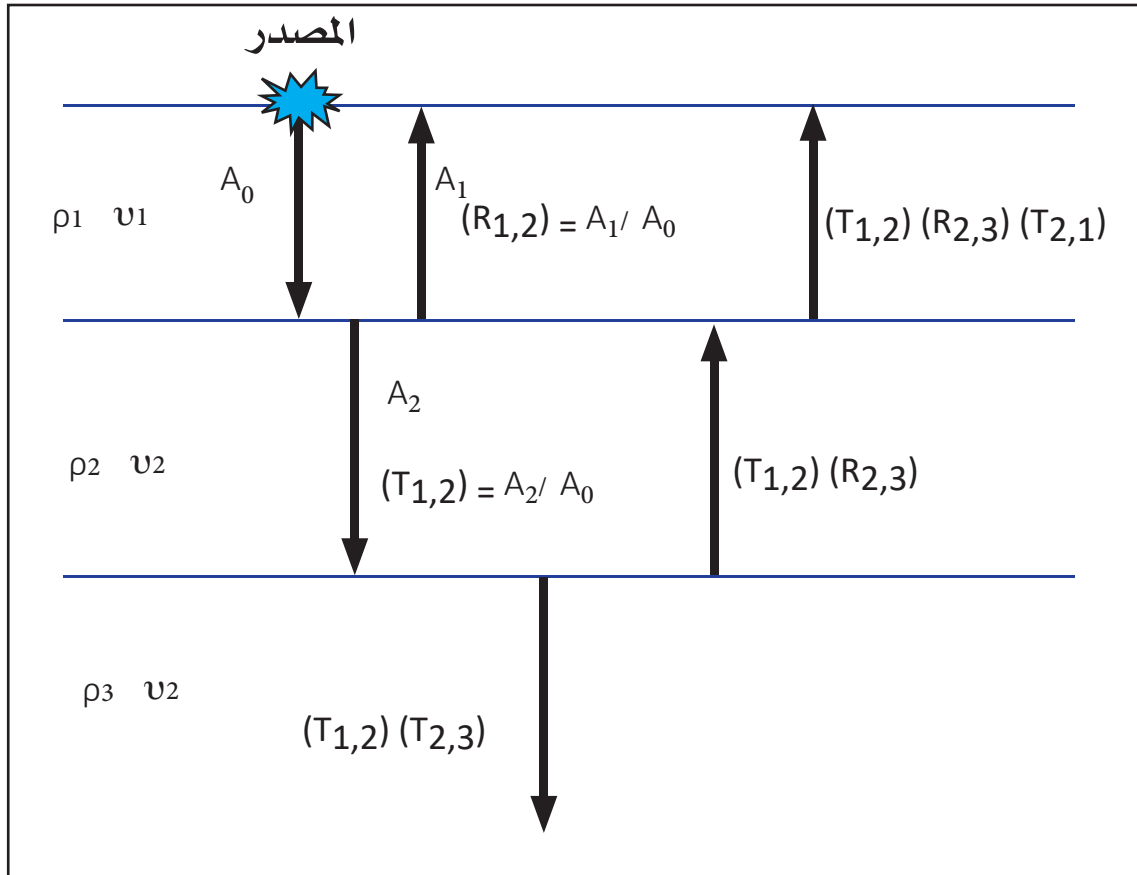 المصدر
A₀
A₁
ρ1 υ1
(R₁,₂) = A₁/ A₀
(T₁,₂) (R₂,₃) (T₂,₁)
A₂
ρ2 υ2
(T₁,₂) = A₂/ A₀
(T₁,₂) (R₂,₃)
ρ3 υ2
(T₁,₂) (T₂,₃)